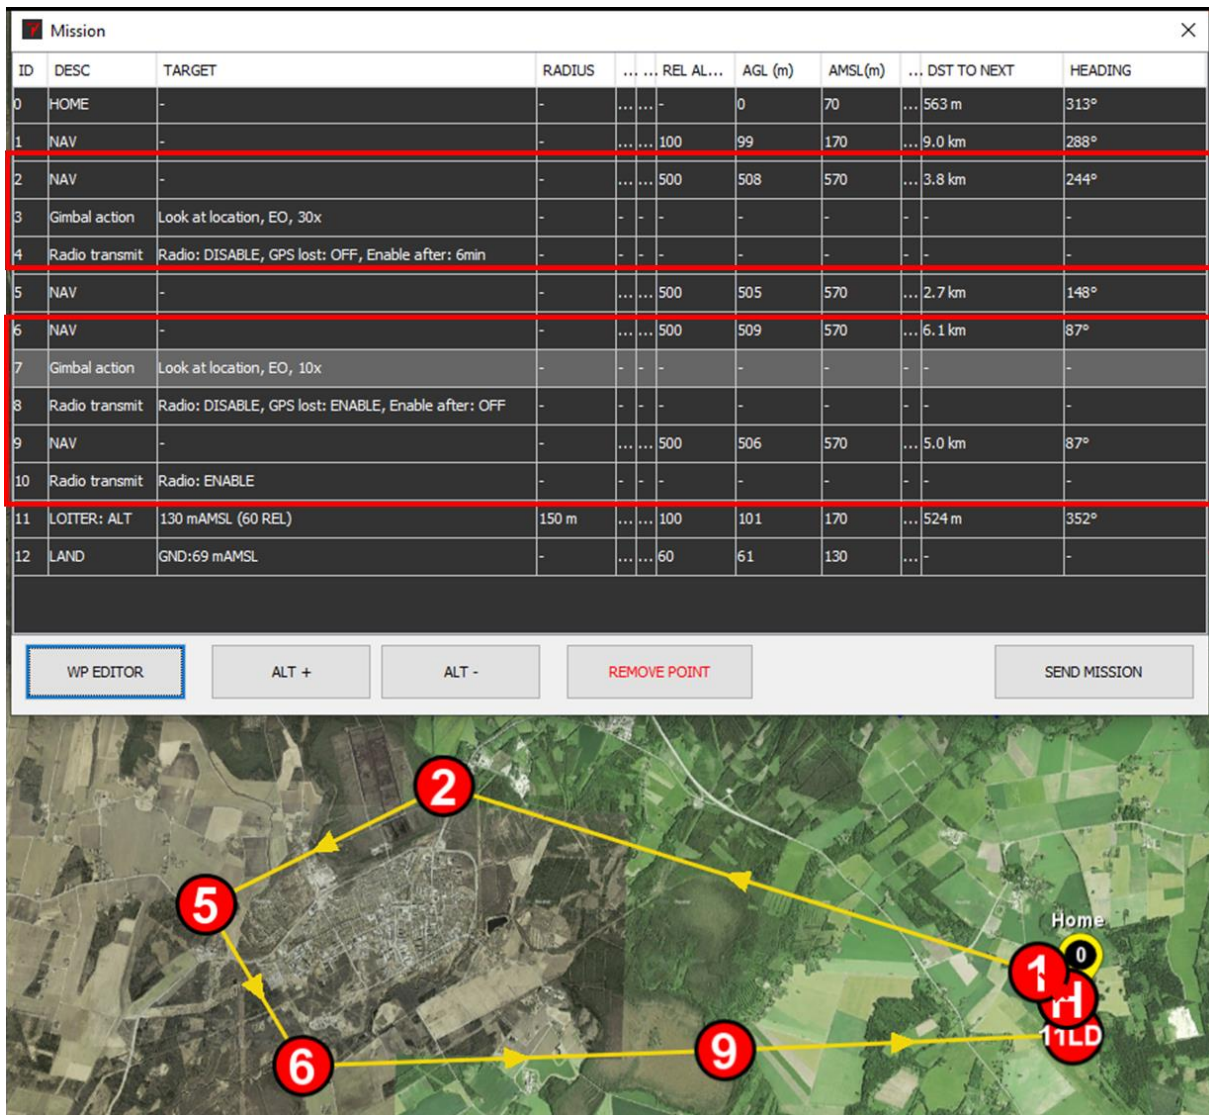 Mission
ID DESC TARGET RADIUS ... ... REL AL... AGL (m) AMSL(m) ... DST TO NEXT HEADING
0 HOME - - ... ... - 0 70 ... 563 m 313°
1 NAV - - ... ... 100 99 170 ... 9.0 km 288°
2 NAV - - ... ... 500 508 570 ... 3.8 km 244°
3 Gimbal action Look at location, EO, 30x - - - - - - - - -
4 Radio transmit Radio: DISABLE, GPS lost: OFF, Enable after: 6min - - - - - - - - -
5 NAV - - ... ... 500 505 570 ... 2.7 km 148°
6 NAV - - ... ... 500 509 570 ... 6.1 km 87°
7 Gimbal action Look at location, EO, 10x - - - - - - - - -
8 Radio transmit Radio: DISABLE, GPS lost: ENABLE, Enable after: OFF - - - - - - - - -
9 NAV - - ... ... 500 506 570 ... 5.0 km 87°
10 Radio transmit Radio: ENABLE - - - - - - - - -
11 LOITER: ALT 130 mAMSL (60 REL) 150 m ... ... 100 101 170 ... 524 m 352°
12 LAND GND:69 mAMSL - ... ... 60 61 130 ... - -
WP EDITOR ALT + ALT - REMOVE POINT SEND MISSION
2
5
Home
0
1
H
11LD
9
6